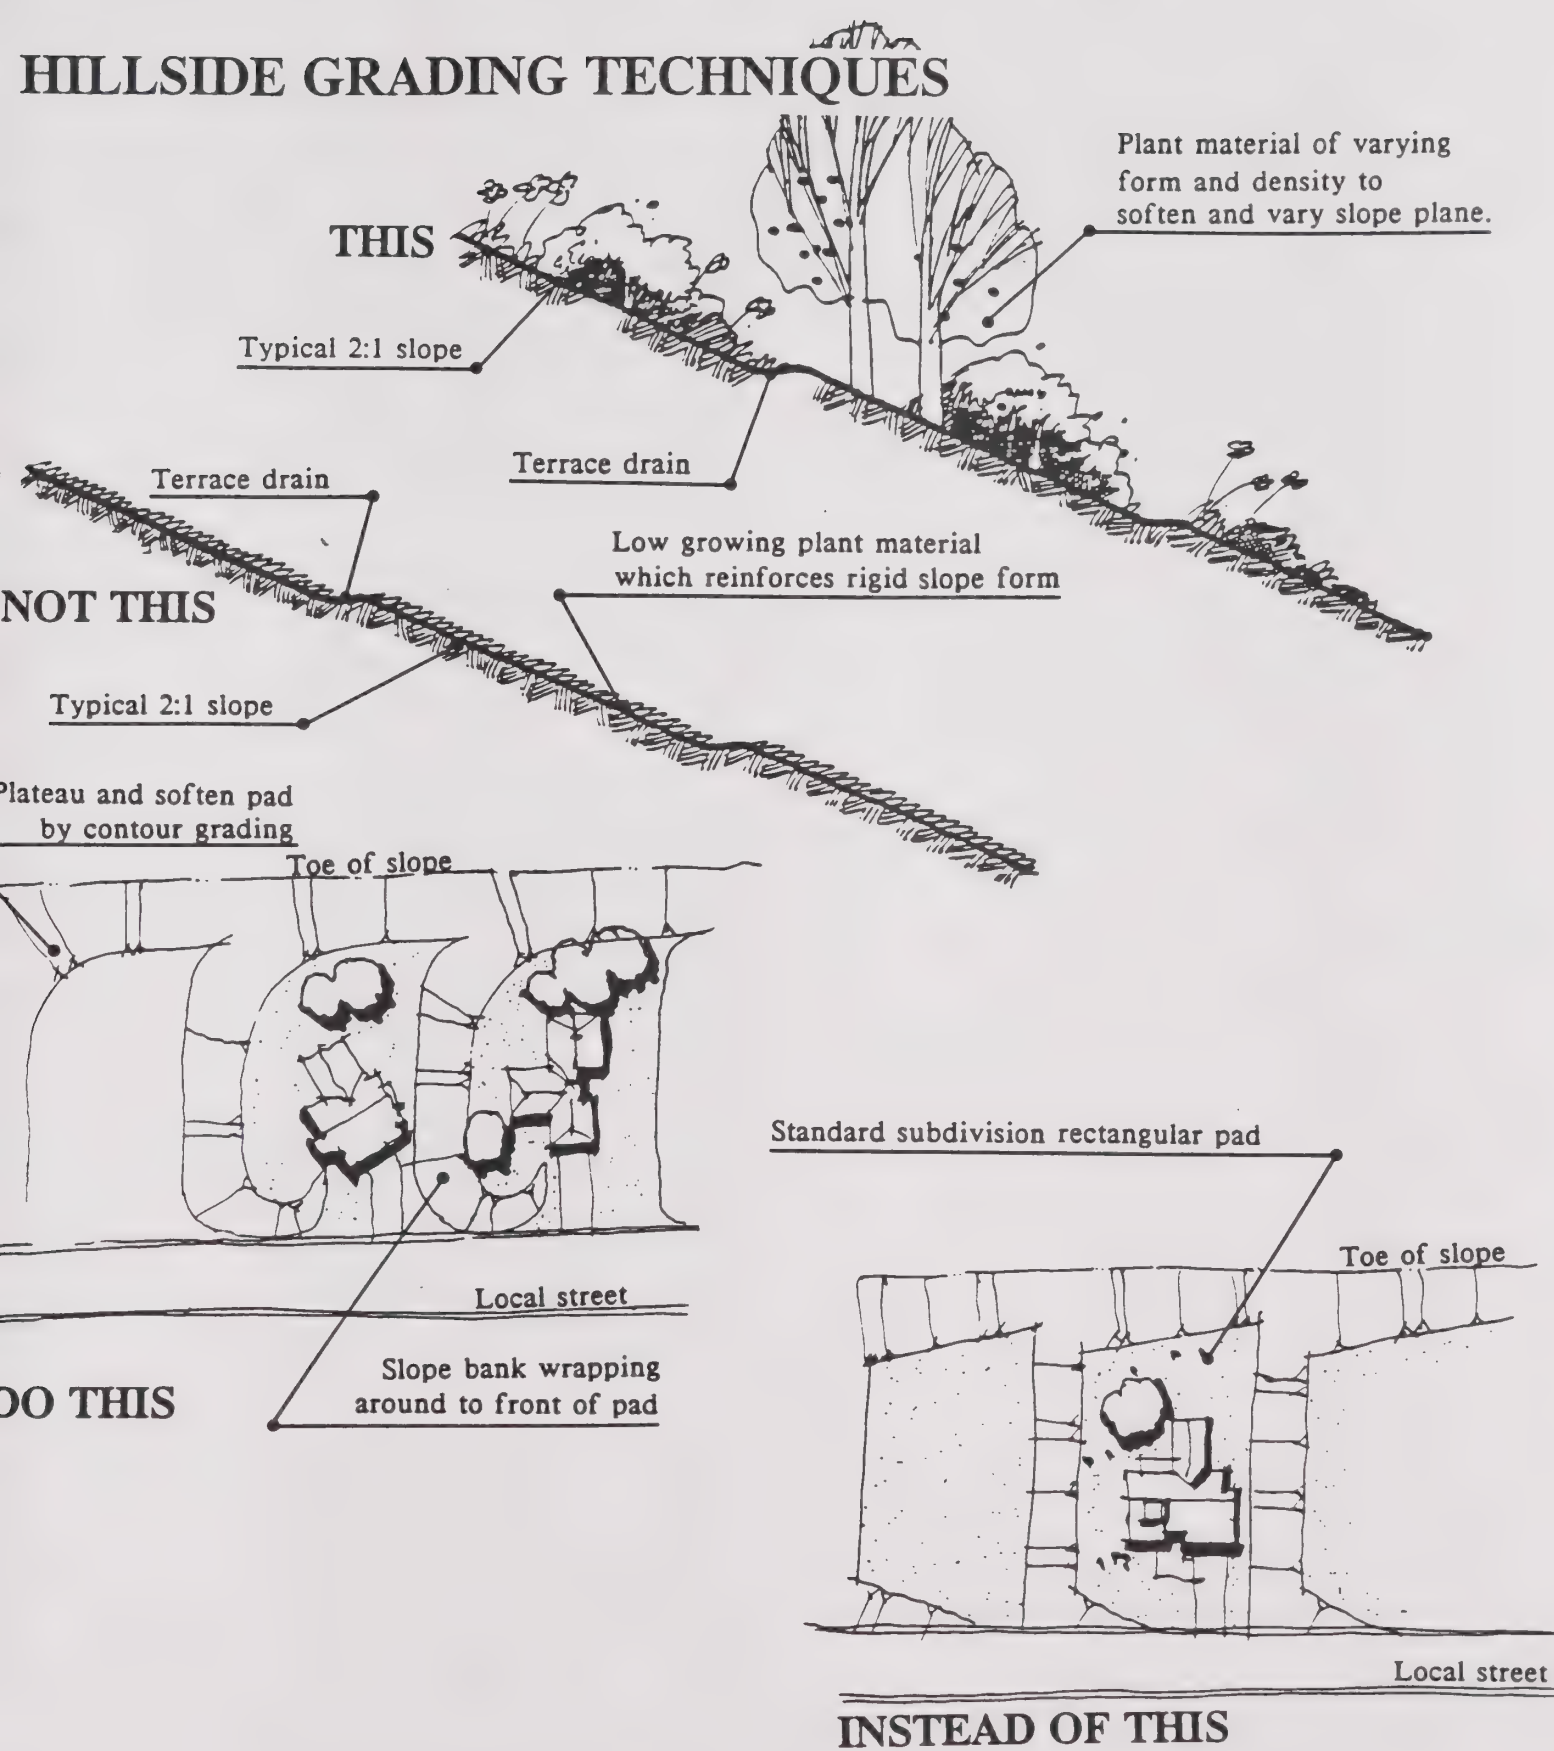 HILLSIDE GRADING TECHNIQUES
Plant material of varying
form and density to
soften and vary slope plane.
THIS
Typical 2:1 slope
Terrace drain
Terrace drain
Low growing plant material
which reinforces rigid slope form
NOT THIS
Typical 2:1 slope
Plateau and soften pad
by contour grading
Toe of slope
Standard subdivision rectangular pad
Toe of slope
Local street
Slope bank wrapping
around to front of pad
DO THIS
Local street
INSTEAD OF THIS